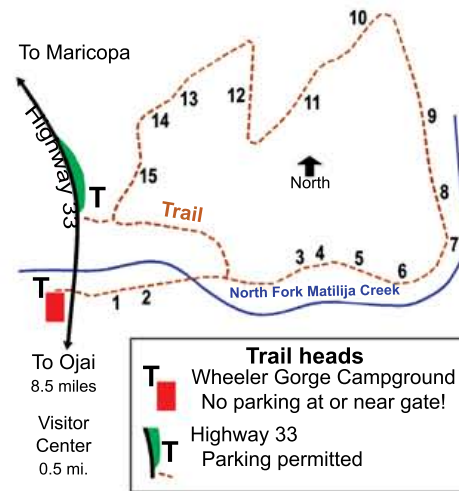 To Maricopa
Highway 33
T
10
13
12
14
11
9
15
North
8
Trail
7
3
4
5
6
T
1
2
North Fork Matilija Creek
To Ojai
8.5 miles
Visitor
Center
0.5 mi.
Trail heads
T Wheeler Gorge Campground
No parking at or near gate!
T Highway 33
Parking permitted